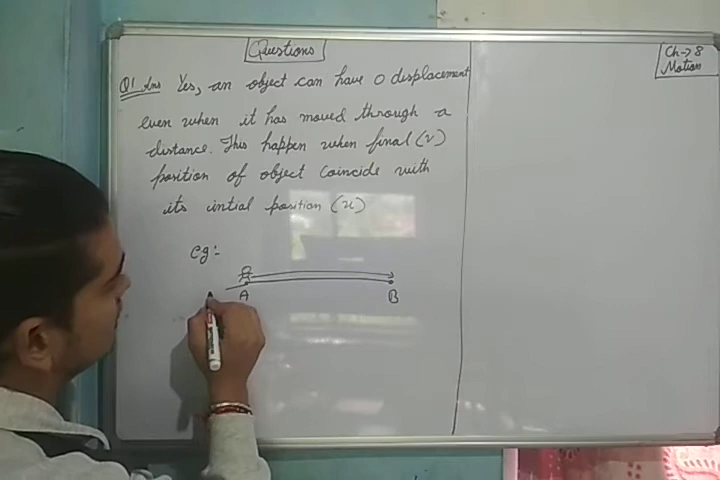 Questions
Ch→8
Motion
Q1 Ans Yes, an object can have 0 displacement
even when it has moved through a
distance. This happen when final (v)
position of object coincide with
its intial position (u)
eg:-
A B